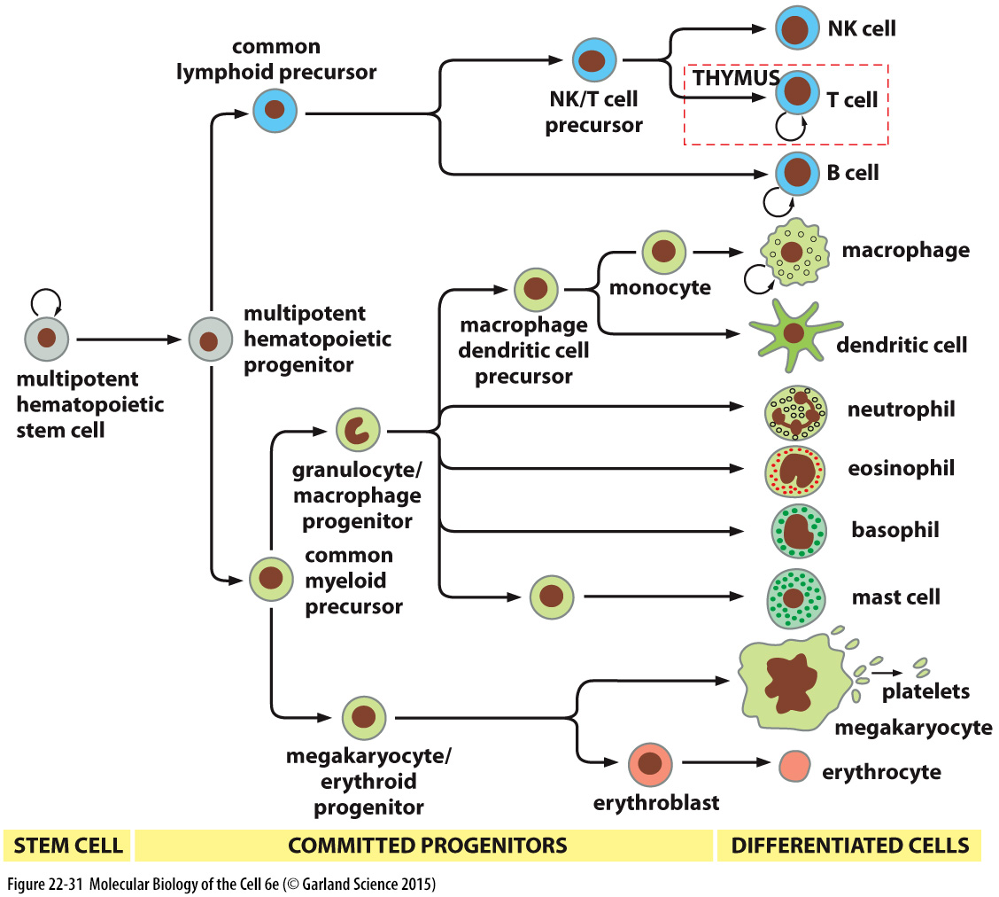 common
lymphoid precursor
NK/T cell
precursor
NK cell
THYMUS
T cell
B cell
multipotent
hematopoietic
stem cell
multipotent
hematopoietic
progenitor
monocyte
macrophage
macrophage
dendritic cell
precursor
dendritic cell
neutrophil
granulocyte/
macrophage
progenitor
eosinophil
basophil
common
myeloid
precursor
mast cell
platelets
megakaryocyte
megakaryocyte/
erythroid
progenitor
erythroblast
erythrocyte
STEM CELL
COMMITTED PROGENITORS
DIFFERENTIATED CELLS
Figure 22-31 Molecular Biology of the Cell 6e (© Garland Science 2015)